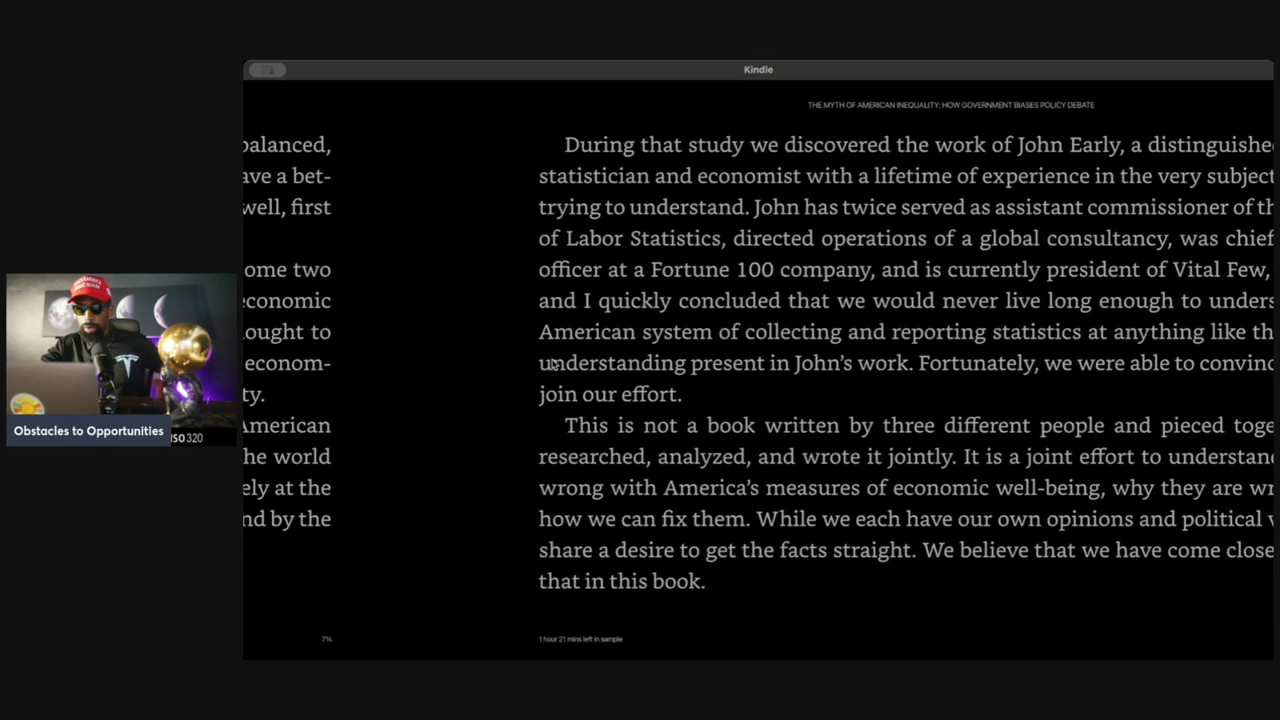 Kindle
THE MYTH OF AMERICAN INEQUALITY: HOW GOVERNMENT BIASES POLICY DEBATE
balanced,
ave a bet-
well, first
ome two
economic
ought to
econom-
ty.
American
he world
ely at the
nd by the
7%
During that study we discovered the work of John Early, a distinguishe
statistician and economist with a lifetime of experience in the very subject
trying to understand. John has twice served as assistant commissioner of th
of Labor Statistics, directed operations of a global consultancy, was chief
officer at a Fortune 100 company, and is currently president of Vital Few,
and I quickly concluded that we would never live long enough to unders
American system of collecting and reporting statistics at anything like th
understanding present in John's work. Fortunately, we were able to convinc
join our effort.
This is not a book written by three different people and pieced toge
researched, analyzed, and wrote it jointly. It is a joint effort to understand
wrong with America's measures of economic well-being, why they are wr
how we can fix them. While we each have our own opinions and political v
share a desire to get the facts straight. We believe that we have come close
that in this book.
1 hour 21 mins left in sample
Obstacles to Opportunities
ISO 320